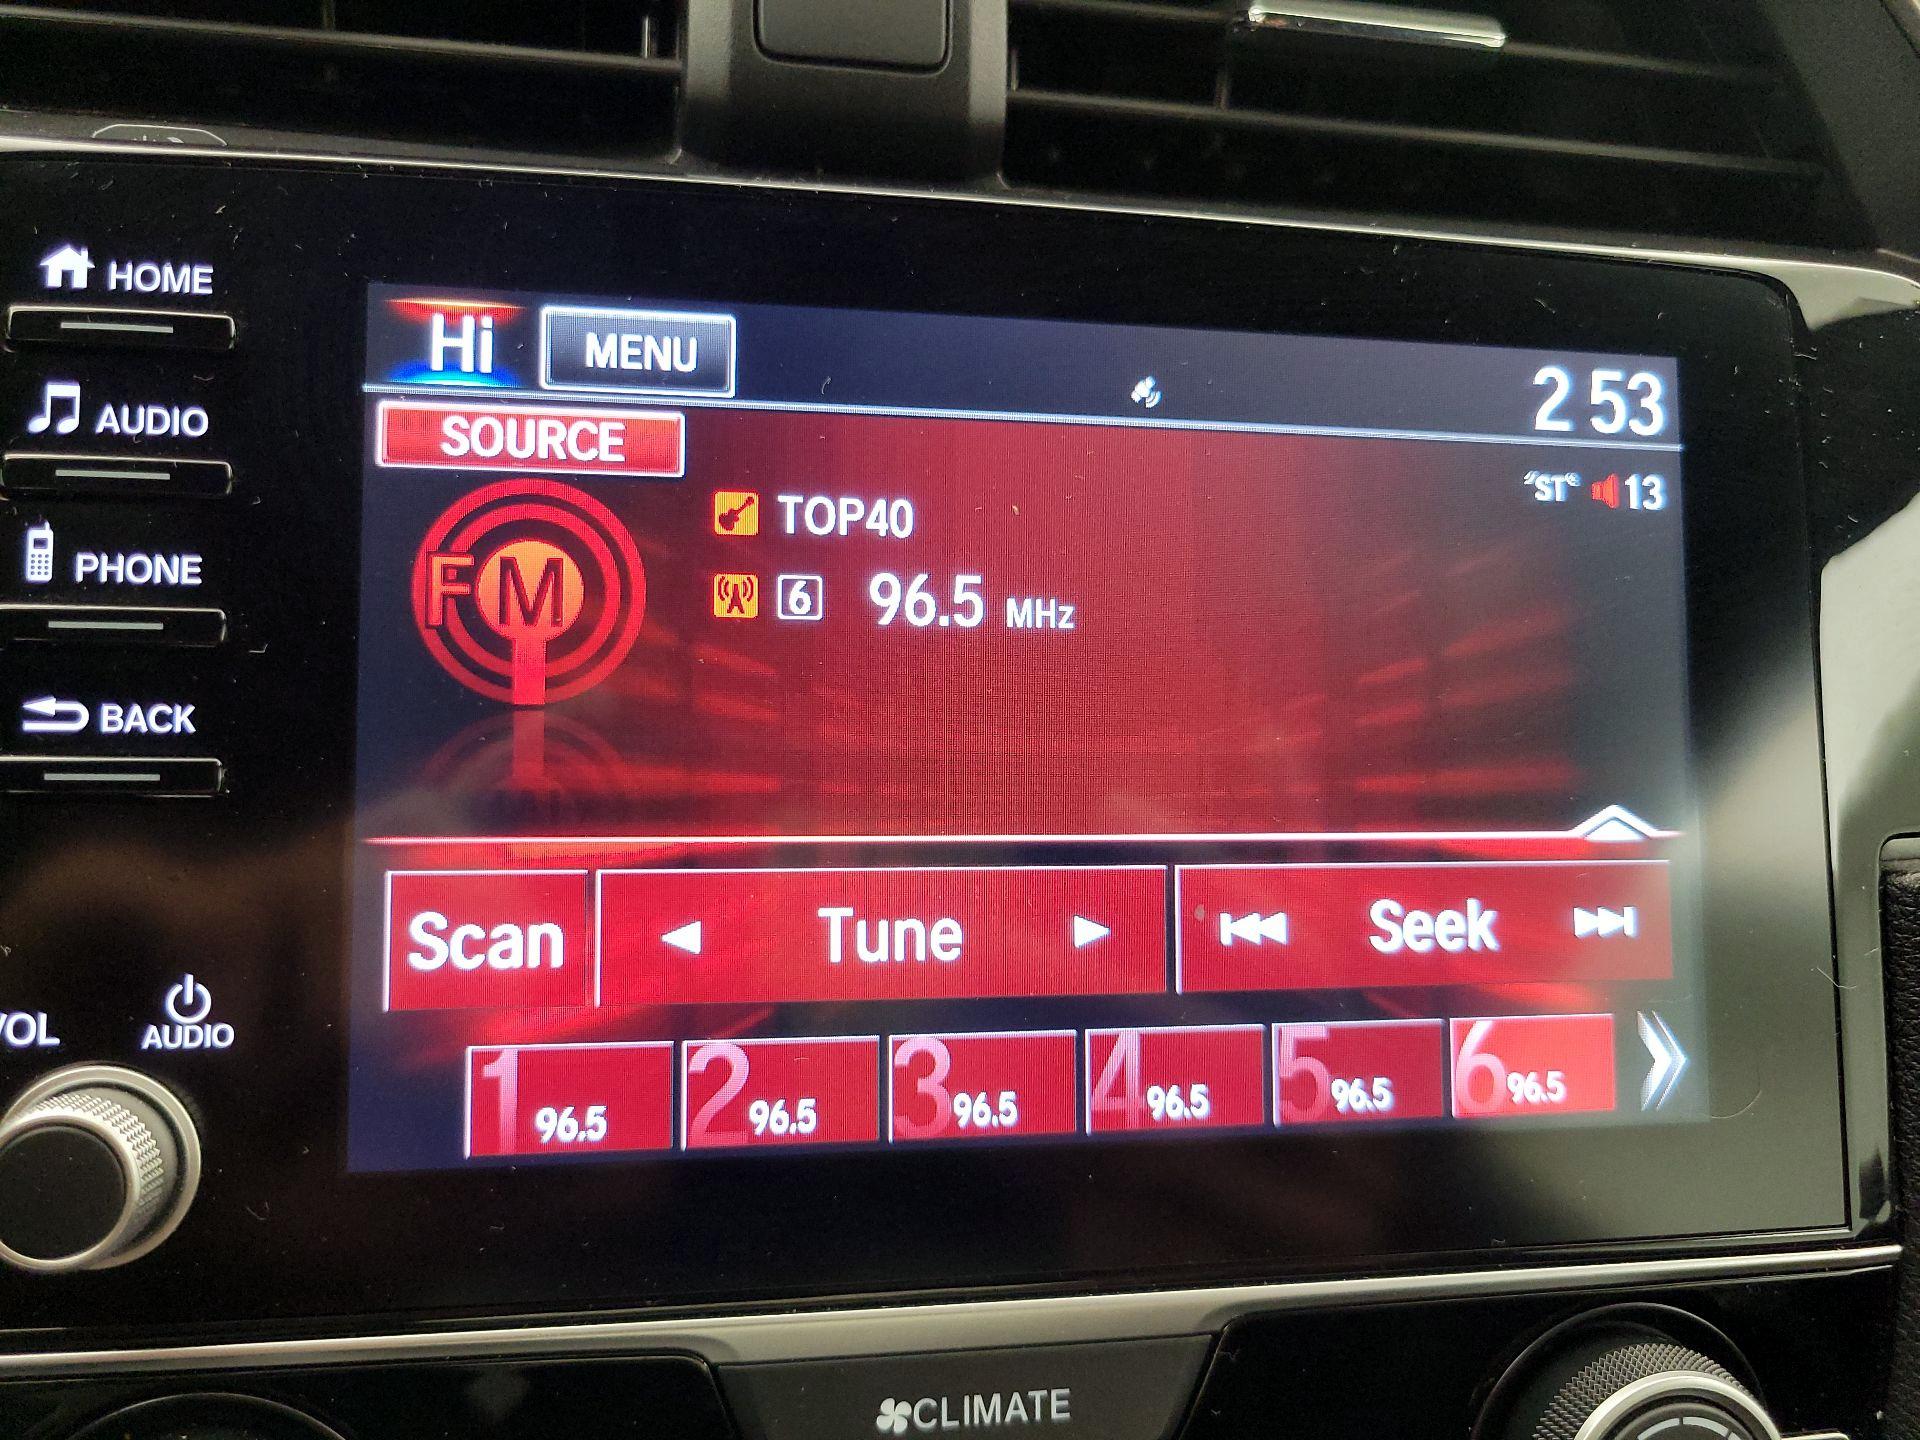 HOME
AUDIO
PHONE
BACK
VOL
AUDIO
Hi
MENU
2 53
SOURCE
ST
13
FM
TOP40
6
96.5 MHz
Scan
Tune
Seek
1 96.5
2 96.5
3 96.5
4 96.5
5 96.5
6 96.5
CLIMATE